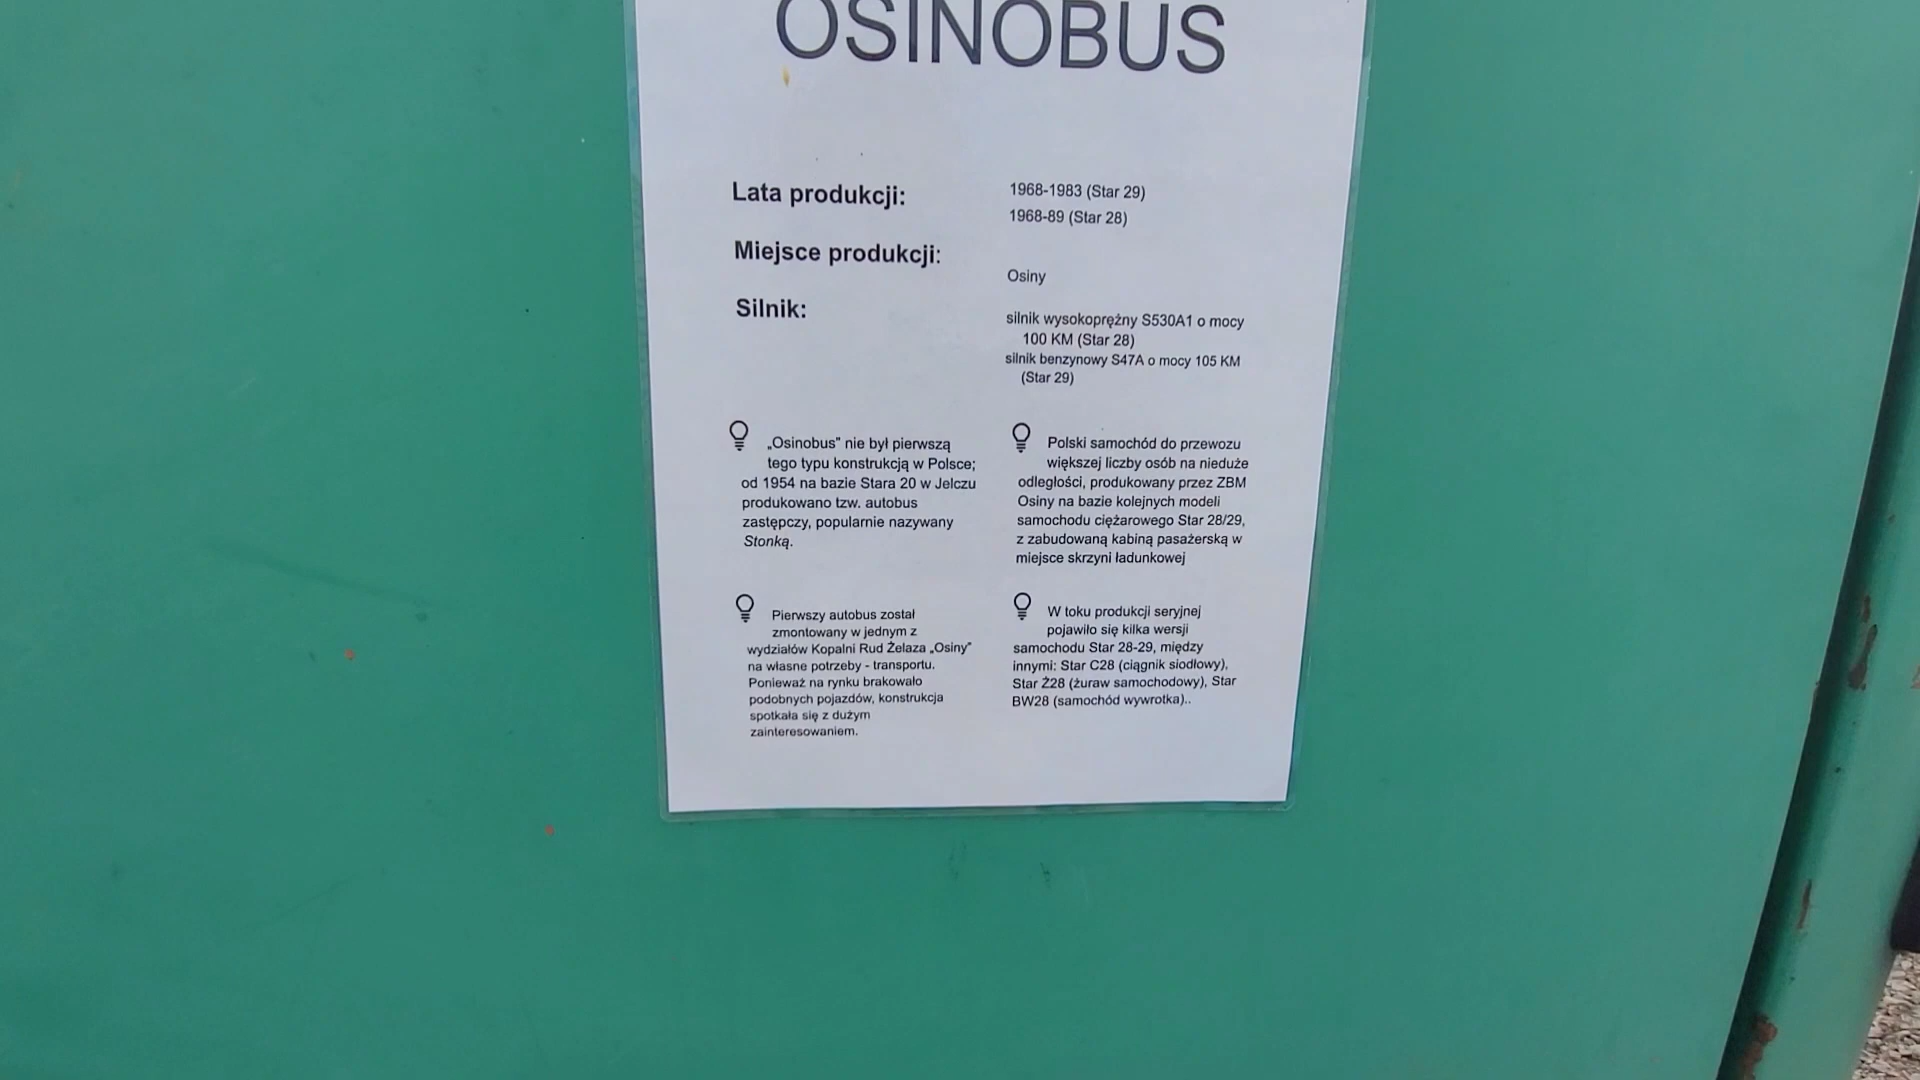 OSINOBUS
Lata produkcji:
1968-1983 (Star 29)
1968-89 (Star 28)
Miejsce produkcji:
Osiny
Silnik:
silnik wysokoprężny S530A1 o mocy
100 KM (Star 28)
silnik benzynowy S47A o mocy 105 KM
(Star 29)
„Osinobus” nie był pierwszą
tego typu konstrukcją w Polsce;
od 1954 na bazie Stara 20 w Jelczu
produkowano tzw. autobus
zastępczy, popularnie nazywany
Stonką.
Polski samochód do przewozu
większej liczby osób na nieduże
odległości, produkowany przez ZBM
Osiny na bazie kolejnych modeli
samochodu ciężarowego Star 28/29,
z zabudowaną kabiną pasażerską w
miejsce skrzyni ładunkowej
Pierwszy autobus został
zmontowany w jednym z
wydziałów Kopalni Rud Żelaza „Osiny”
na własne potrzeby - transportu.
Ponieważ na rynku brakowało
podobnych pojazdów, konstrukcja
spotkała się z dużym
zainteresowaniem.
W toku produkcji seryjnej
pojawiło się kilka wersji
samochodu Star 28-29, między
innymi: Star C28 (ciągnik siodłowy),
Star Ż28 (żuraw samochodowy), Star
BW28 (samochód wywrotka)..